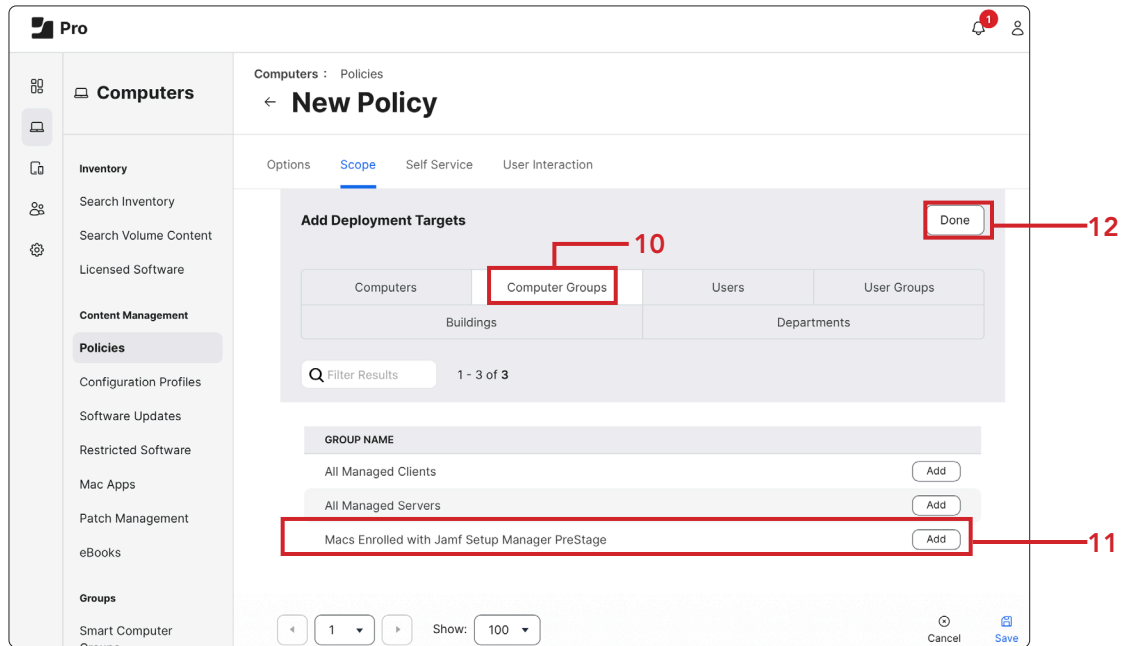 Pro
1
Computers
Inventory
Search Inventory
Search Volume Content
Licensed Software
Content Management
Policies
Configuration Profiles
Software Updates
Restricted Software
Mac Apps
Patch Management
eBooks
Groups
Smart Computer
Computers : Policies
← New Policy
Options Scope Self Service User Interaction
Add Deployment Targets
Done
12
10
Computers Computer Groups Users User Groups
Buildings Departments
Filter Results 1 - 3 of 3
GROUP NAME
All Managed Clients Add
All Managed Servers Add
Macs Enrolled with Jamf Setup Manager PreStage Add
11
1 Show: 100
Cancel Save